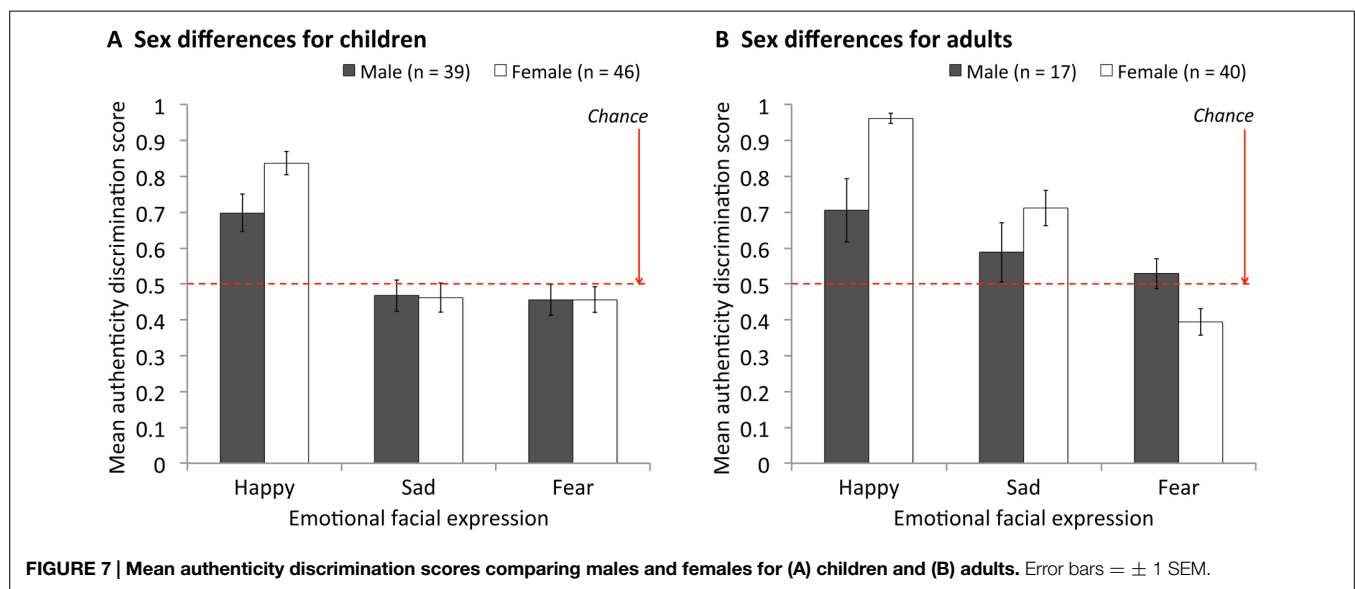 A Sex differences for children
Male (n = 39) Female (n = 46)
Mean authenticity discrimination score
1
0.9
0.8
0.7
0.6
0.5
0.4
0.3
0.2
0.1
0
Chance
Happy Sad Fear
Emotional facial expression
B Sex differences for adults
Male (n = 17) Female (n = 40)
Mean authenticity discrimination score
1
0.9
0.8
0.7
0.6
0.5
0.4
0.3
0.2
0.1
0
Chance
Happy Sad Fear
Emotional facial expression
FIGURE 7 | Mean authenticity discrimination scores comparing males and females for (A) children and (B) adults. Error bars = ± 1 SEM.